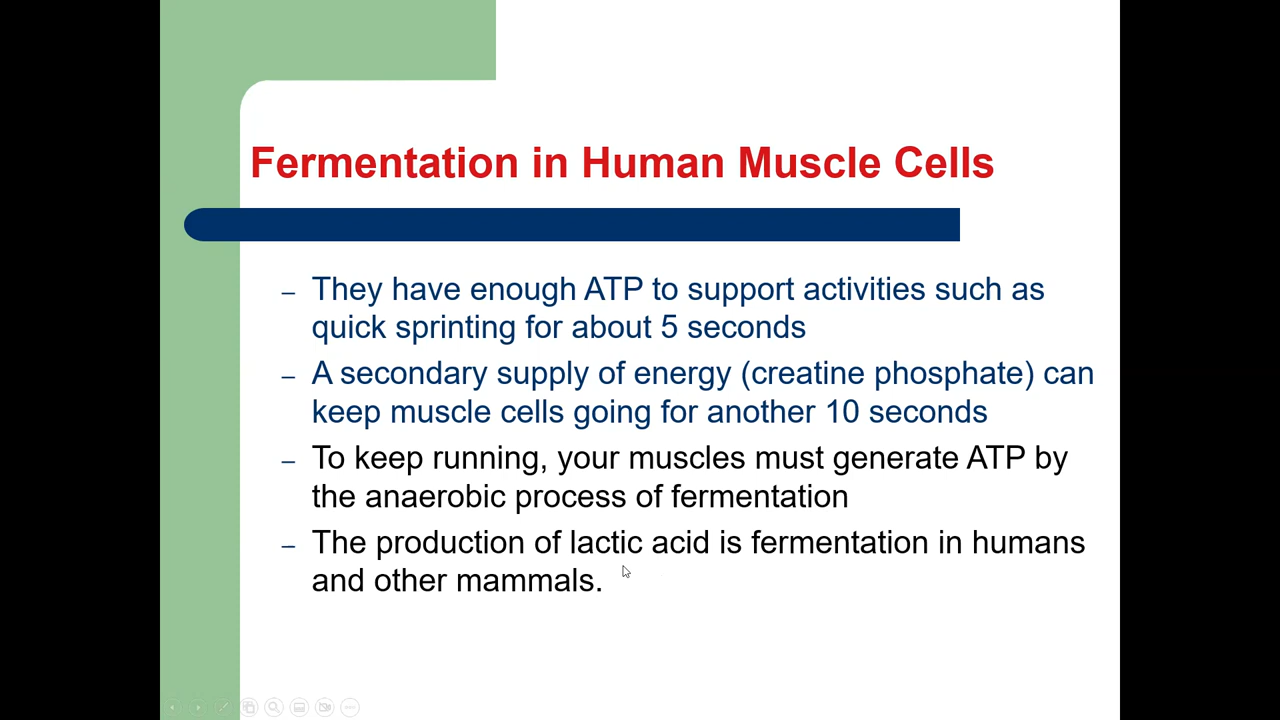 Fermentation in Human Muscle Cells
– They have enough ATP to support activities such as
quick sprinting for about 5 seconds
– A secondary supply of energy (creatine phosphate) can
keep muscle cells going for another 10 seconds
– To keep running, your muscles must generate ATP by
the anaerobic process of fermentation
– The production of lactic acid is fermentation in humans
and other mammals.